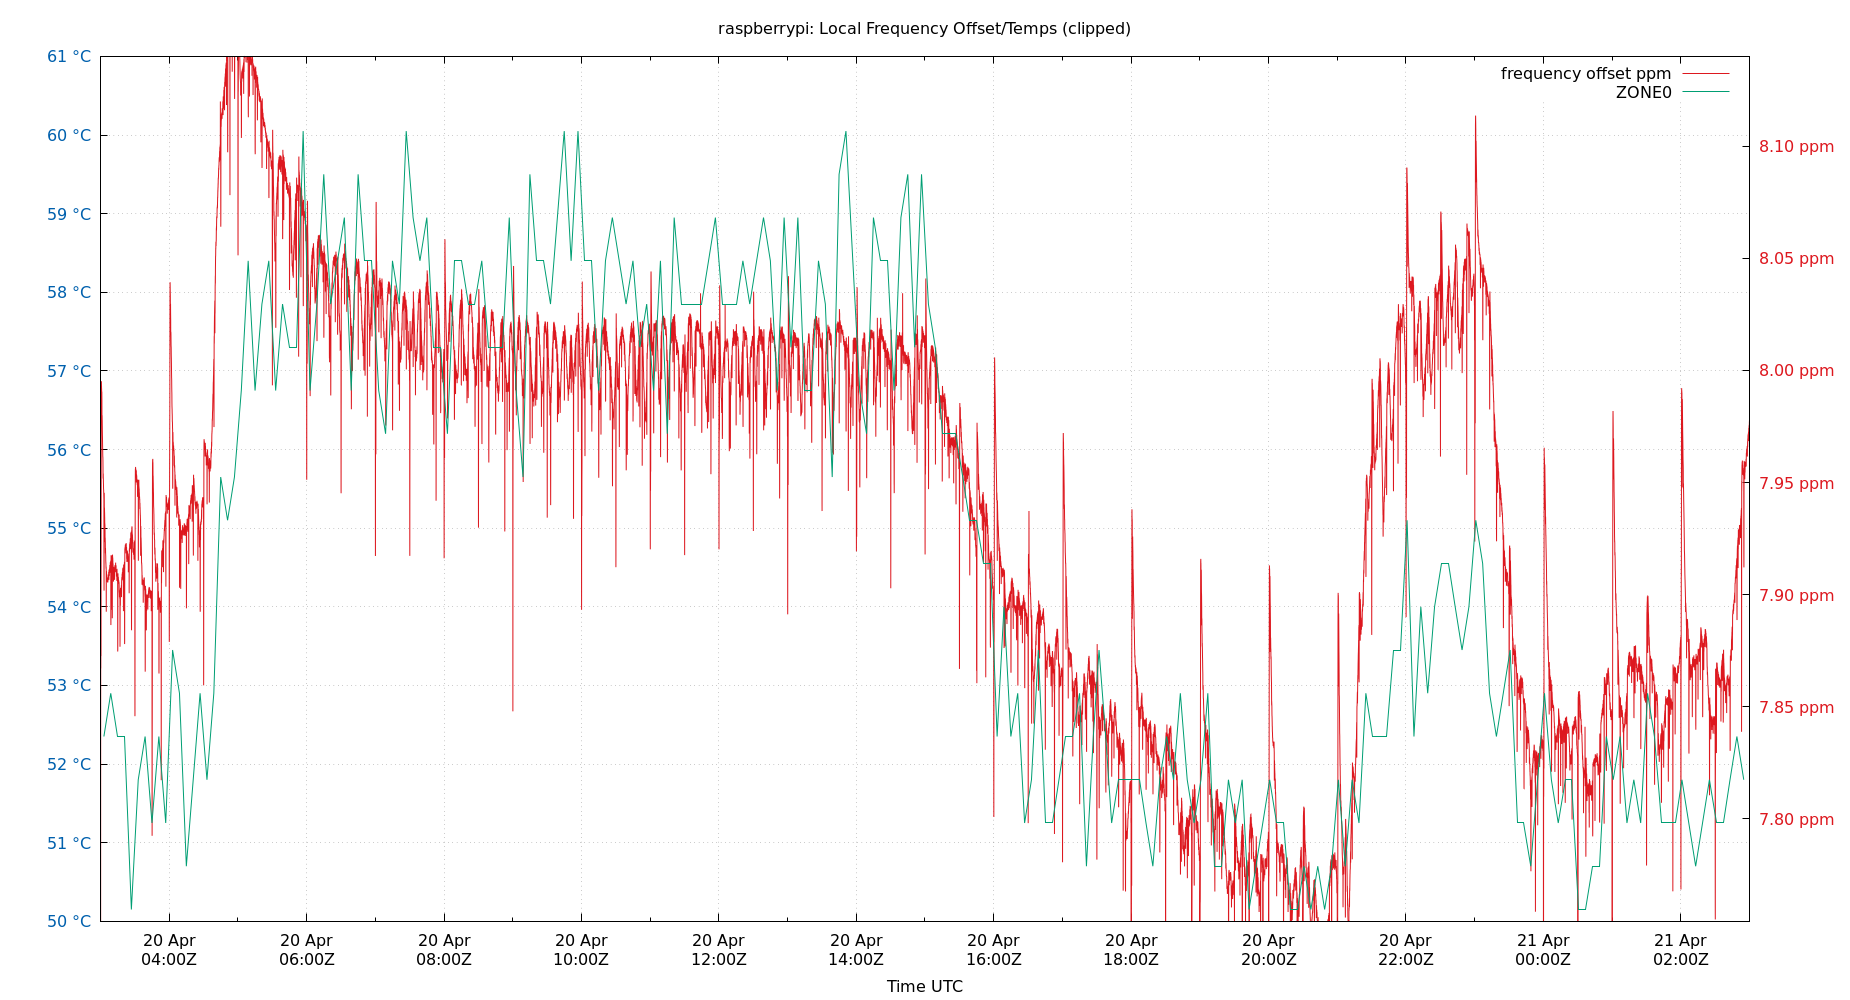 raspberrypi: Local Frequency Offset/Temps (clipped)
61 °C
60 °C
59 °C
58 °C
57 °C
56 °C
55 °C
54 °C
53 °C
52 °C
51 °C
50 °C
frequency offset ppm
ZONE0
8.10 ppm
8.05 ppm
8.00 ppm
7.95 ppm
7.90 ppm
7.85 ppm
7.80 ppm
20 Apr 20 Apr 20 Apr 20 Apr 20 Apr 20 Apr 20 Apr 20 Apr 20 Apr 20 Apr 21 Apr 21 Apr
04:00Z 06:00Z 08:00Z 10:00Z 12:00Z 14:00Z 16:00Z 18:00Z 20:00Z 22:00Z 00:00Z 02:00Z
Time UTC